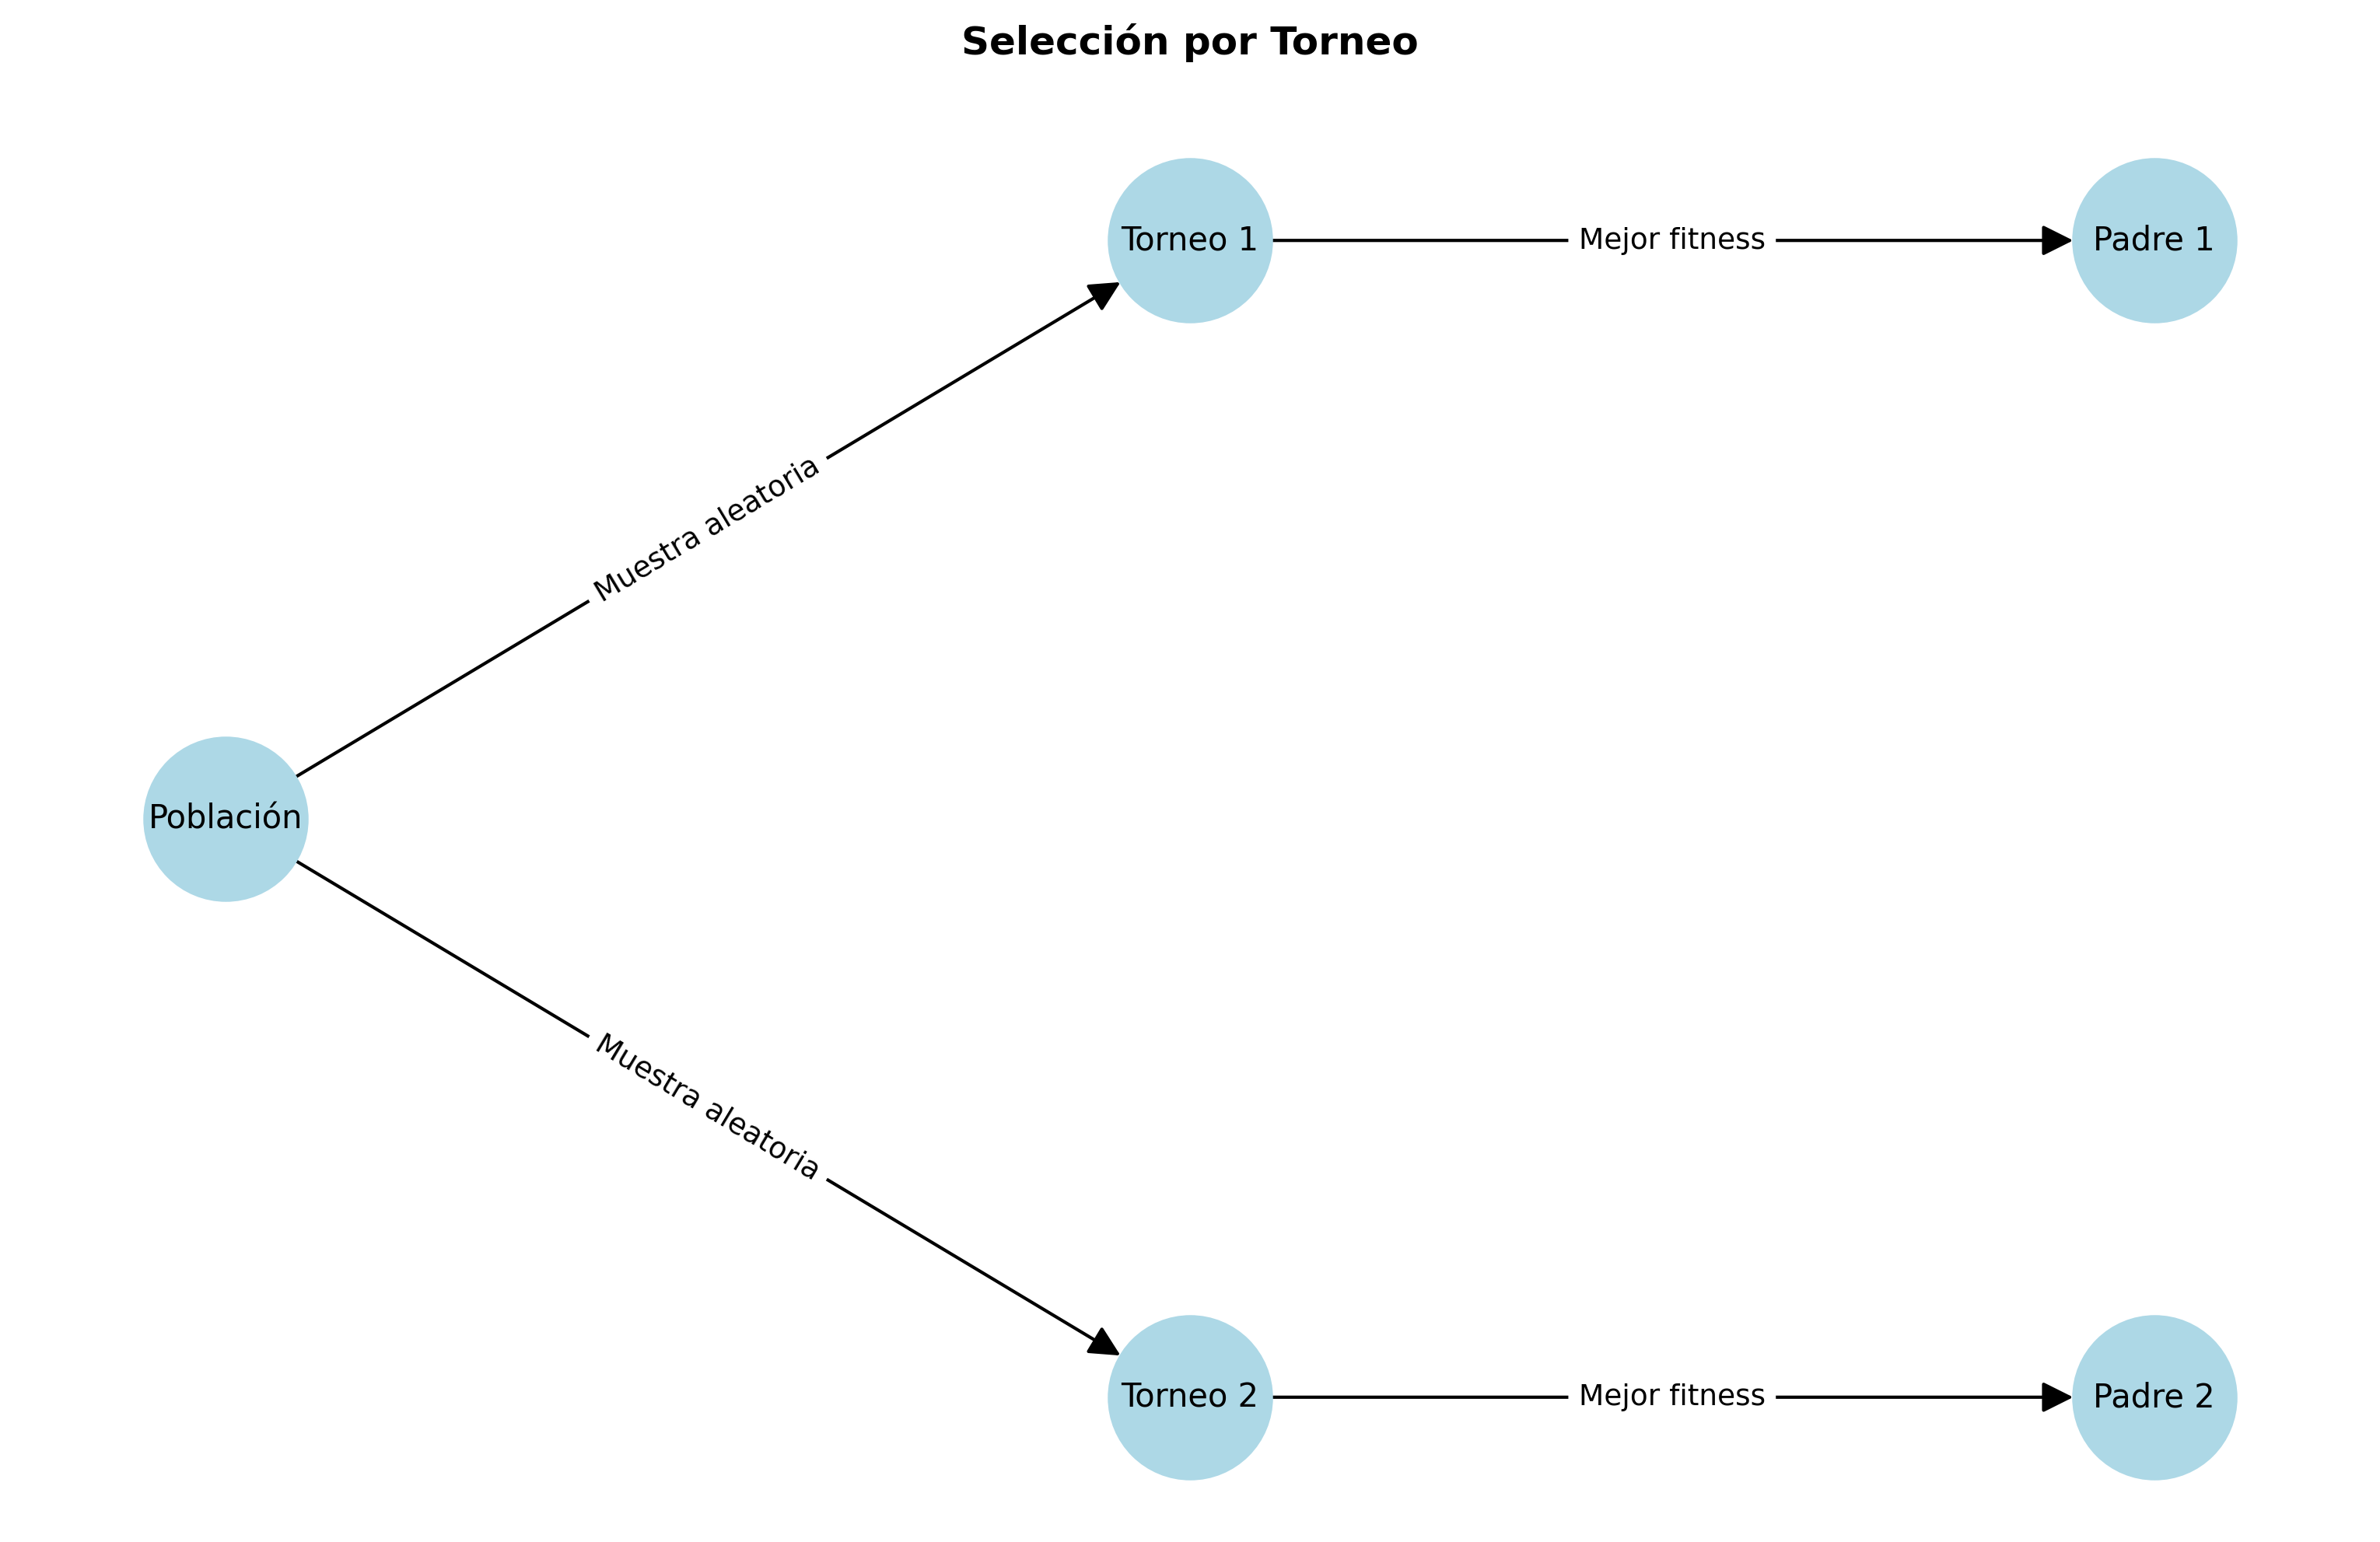 Selección por Torneo
Torneo 1
Mejor fitness
Padre 1
Muestra aleatoria
Población
Muestra aleatoria
Torneo 2
Mejor fitness
Padre 2